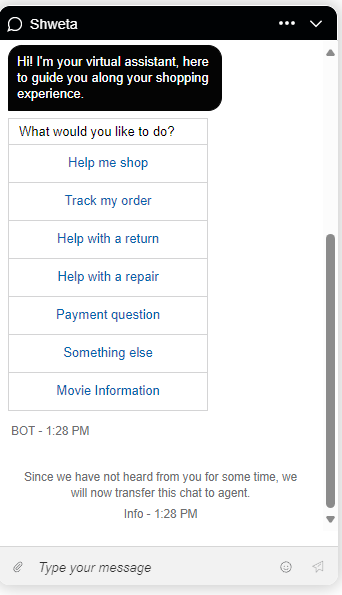 Shweta
Hi! I'm your virtual assistant, here
to guide you along your shopping
experience.
What would you like to do?
Help me shop
Track my order
Help with a return
Help with a repair
Payment question
Something else
Movie Information
BOT - 1:28 PM
Since we have not heard from you for some time, we
will now transfer this chat to agent.
Info - 1:28 PM
Type your message